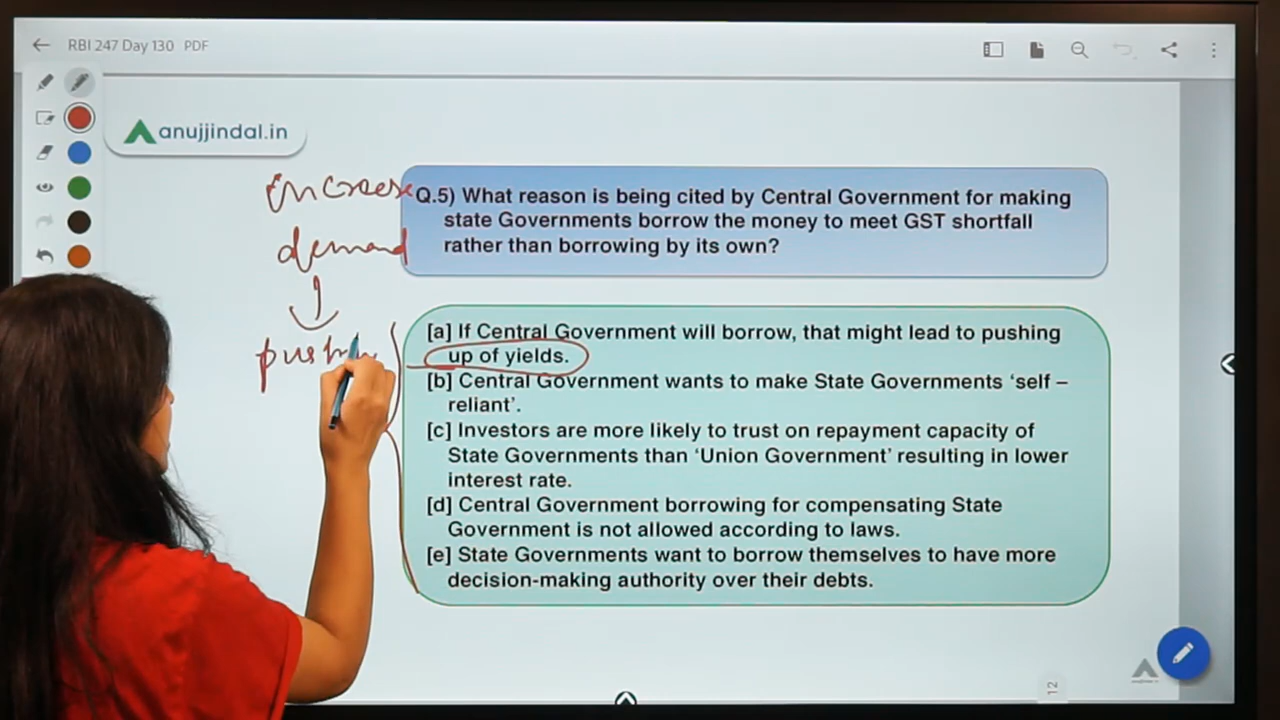 RBI 247 Day 130 PDF
anujjindal.in
increase
demand
push
Q.5) What reason is being cited by Central Government for making
state Governments borrow the money to meet GST shortfall
rather than borrowing by its own?
[a] If Central Government will borrow, that might lead to pushing
up of yields.
[b] Central Government wants to make State Governments ‘self –
reliant’.
[c] Investors are more likely to trust on repayment capacity of
State Governments than ‘Union Government’ resulting in lower
interest rate.
[d] Central Government borrowing for compensating State
Government is not allowed according to laws.
[e] State Governments want to borrow themselves to have more
decision-making authority over their debts.
12